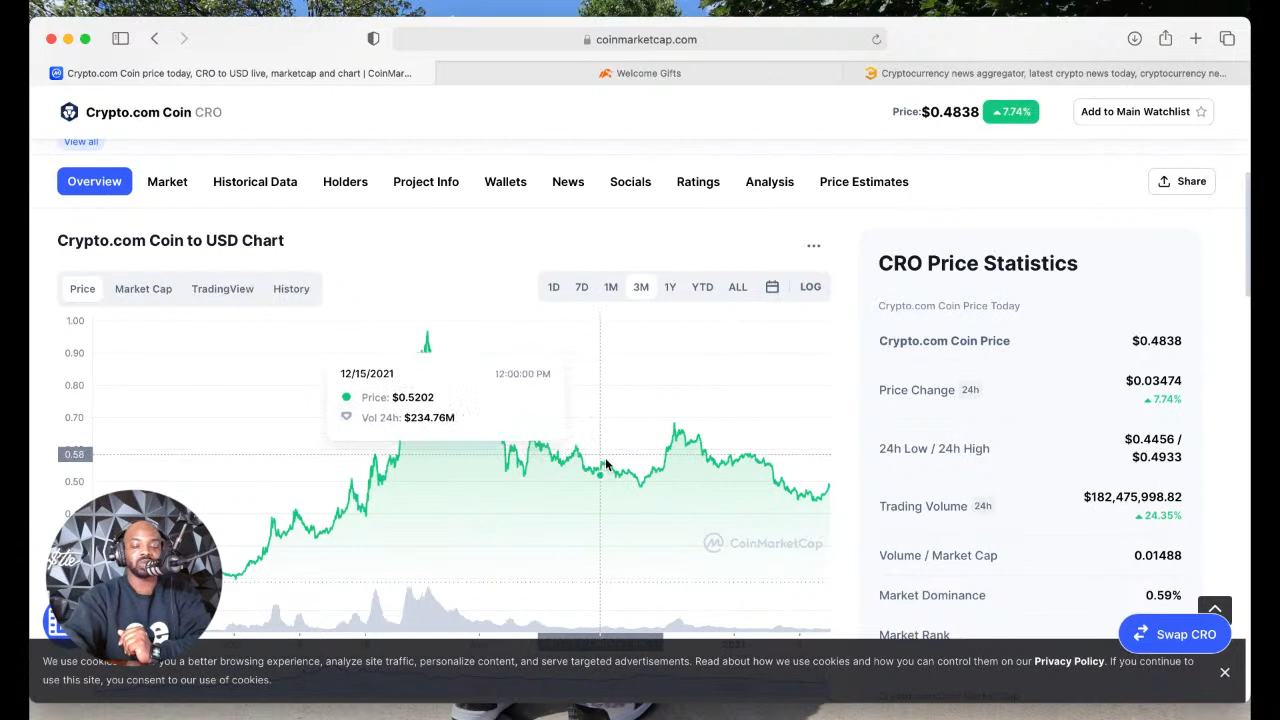 coinmarketcap.com
Crypto.com Coin price today, CRO to USD live, marketcap and chart | CoinMar...
Welcome Gifts
Cryptocurrency news aggregator, latest crypto news today, cryptocurrency ne...
Crypto.com Coin CRO
Price: $0.4838 7.74%
Add to Main Watchlist
View all
Overview Market Historical Data Holders Project Info Wallets News Socials Ratings Analysis Price Estimates
Share
Crypto.com Coin to USD Chart
Price Market Cap TradingView History
1D 7D 1M 3M 1Y YTD ALL LOG
1.00
0.90
0.80
0.70
0.58
0.50
12/15/2021 12:00:00 PM
Price: $0.5202
Vol 24h: $234.76M
CoinMarketCap
CRO Price Statistics
Crypto.com Coin Price Today
Crypto.com Coin Price $0.4838
Price Change 24h $0.03474
7.74%
24h Low / 24h High $0.4456 /
$0.4933
Trading Volume 24h $182,475,998.82
24.35%
Volume / Market Cap 0.01488
Market Dominance 0.59%
Market Rank
Swap CRO
We use cookies you a better browsing experience, analyze site traffic, personalize content, and serve targeted advertisements. Read about how we use cookies and how you can control them on our Privacy Policy. If you continue to
use this site, you consent to our use of cookies.